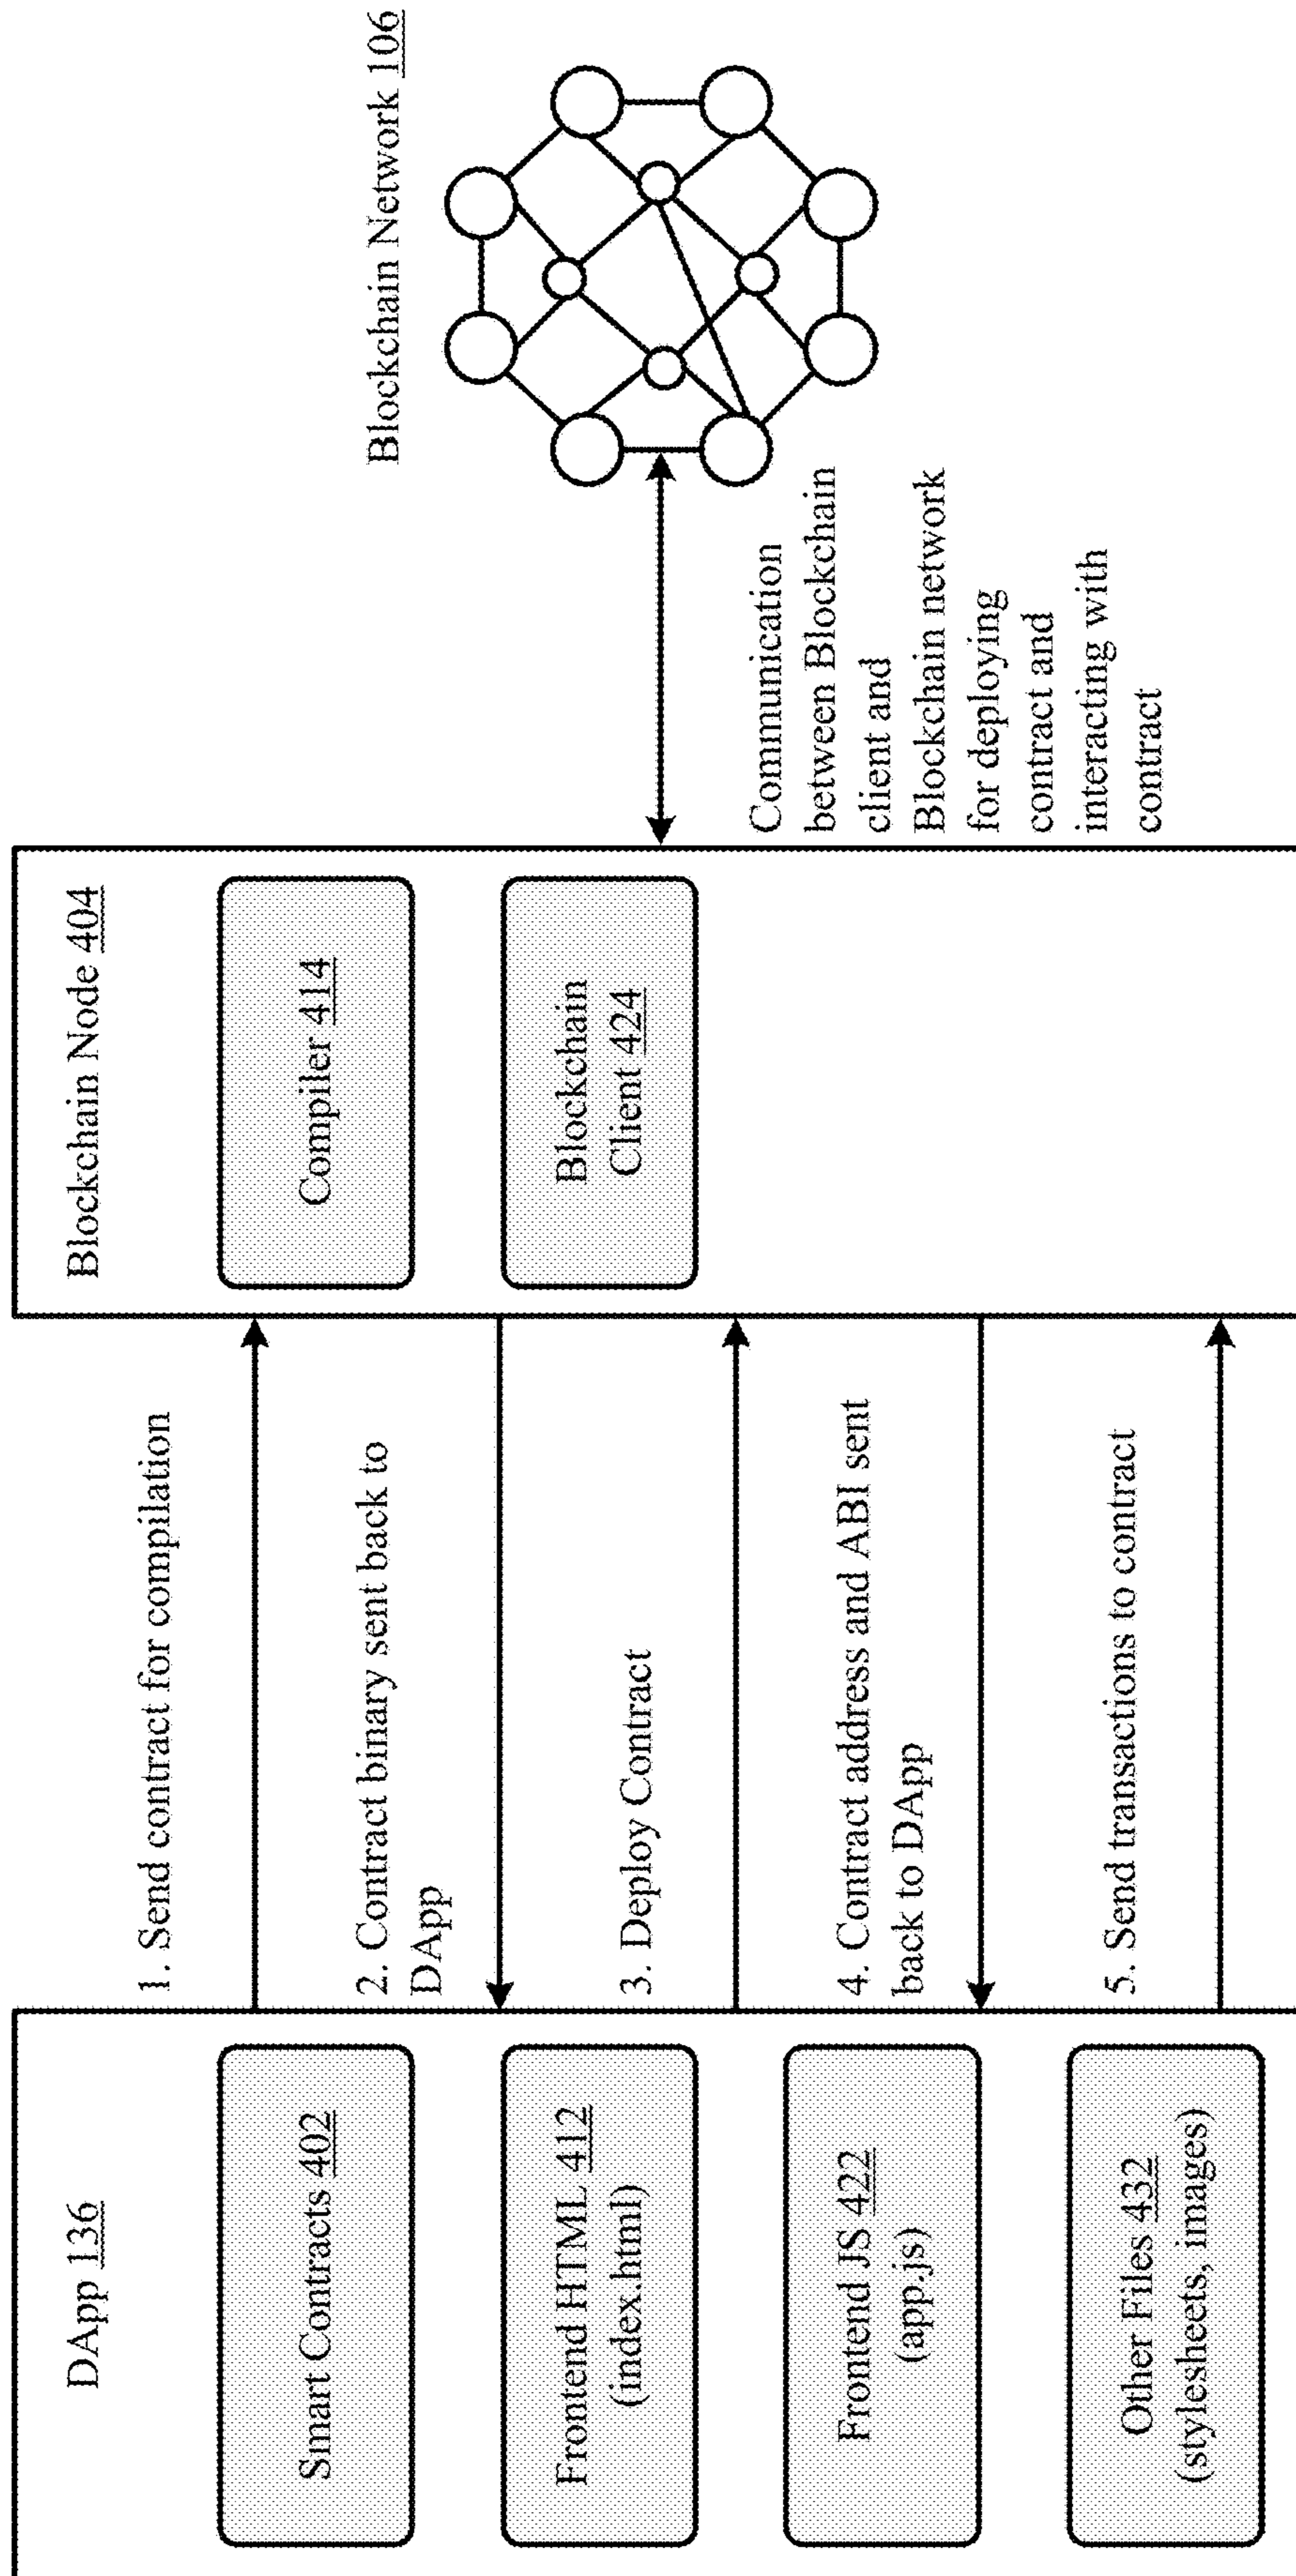 DApp 136
Smart Contracts 402
Frontend HTML 412
(index.html)
Frontend JS 422
(app.js)
Other Files 432
(stylesheets, images)
1. Send contract for compilation
2. Contract binary sent back to
DApp
3. Deploy Contract
4. Contract address and ABI sent
back to DApp
5. Send transactions to contract
Blockchain Node 404
Compiler 414
Blockchain
Client 424
Communication
between Blockchain
client and
Blockchain network
for deploying
contract and
interacting with
contract
Blockchain Network 106